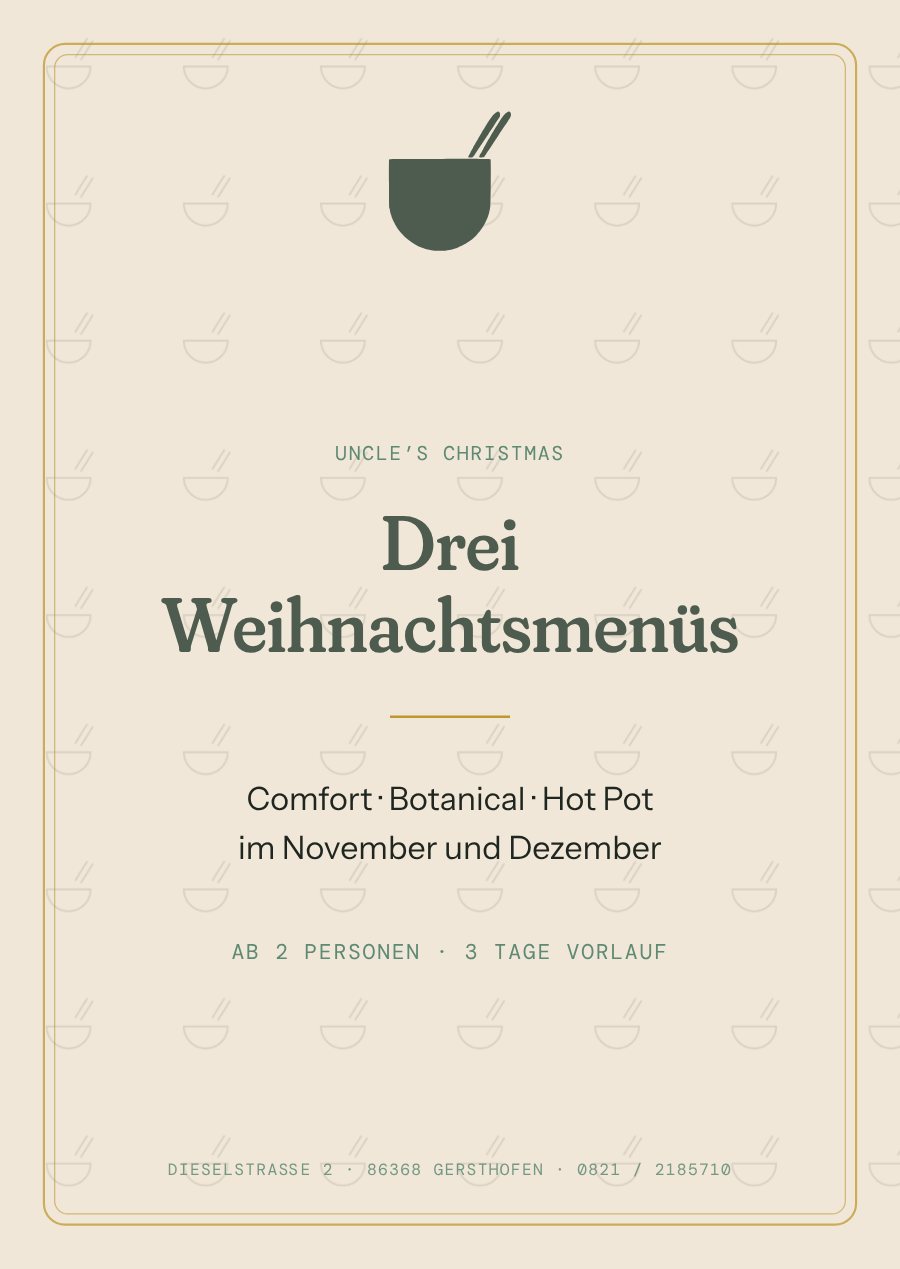 UNCLE’S CHRISTMAS
Drei
Weihnachtsmenüs
Comfort · Botanical · Hot Pot
im November und Dezember
AB 2 PERSONEN · 3 TAGE VORLAUF
DIESELSTRASSE 2 · 86368 GERSTHOFEN · 0821 / 2185710